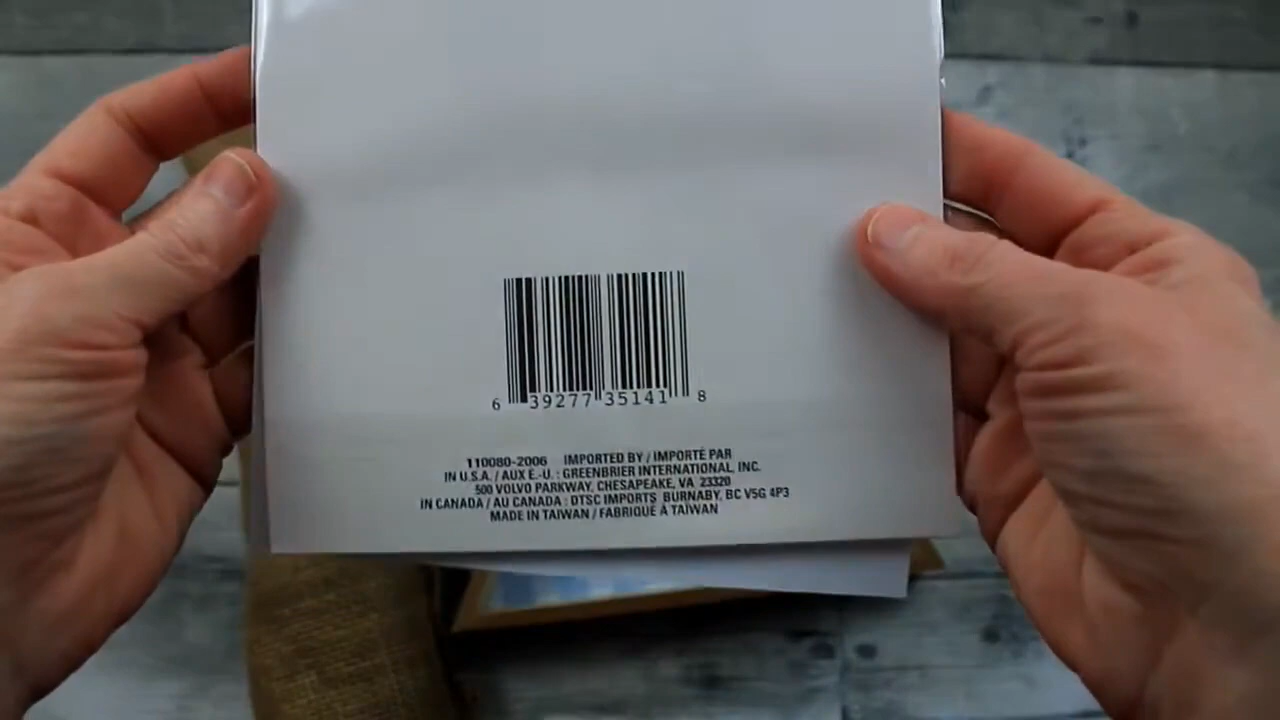 6 39277 35141 8
110080-2006 IMPORTED BY / IMPORTÉ PAR
IN U.S.A. / AUX É.-U. : GREENBRIER INTERNATIONAL, INC.
500 VOLVO PARKWAY, CHESAPEAKE, VA 23320
IN CANADA / AU CANADA : DTSC IMPORTS BURNABY, BC V5G 4P3
MADE IN TAIWAN / FABRIQUÉ À TAÏWAN